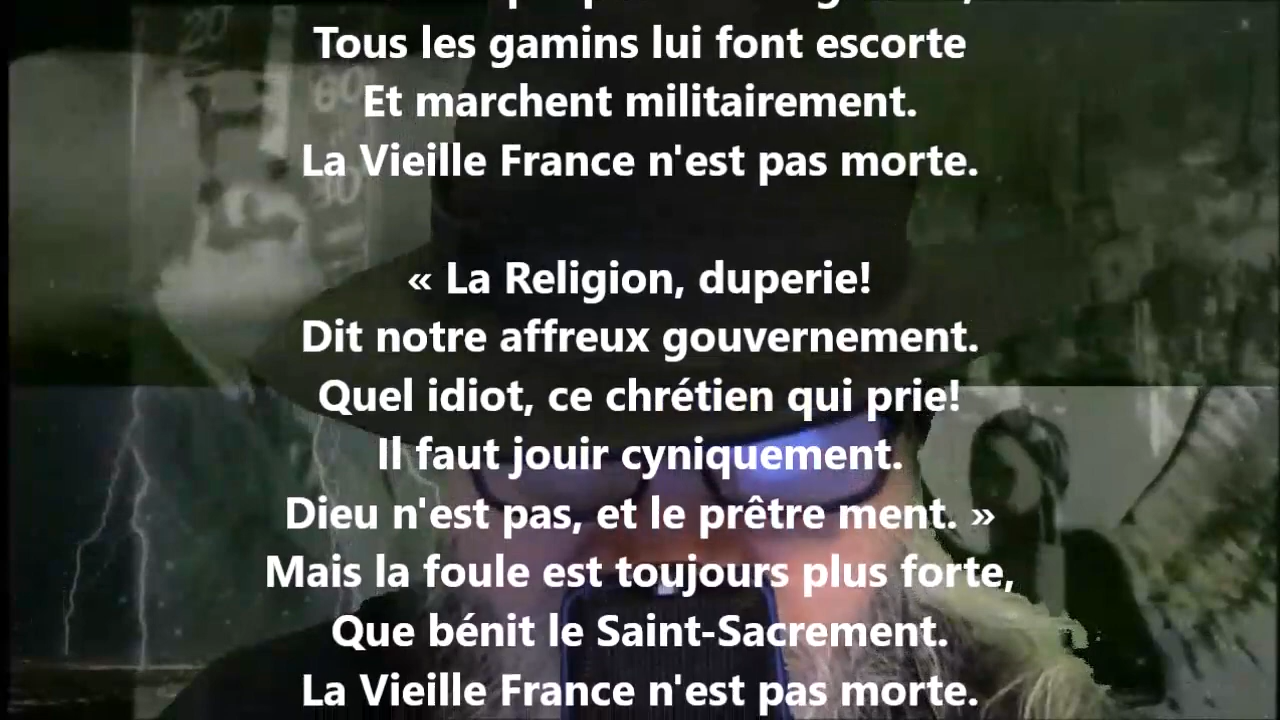 Tous les gamins lui font escorte
Et marchent militairement.
La Vieille France n'est pas morte.
« La Religion, duperie!
Dit notre affreux gouvernement.
Quel idiot, ce chrétien qui prie!
Il faut jouir cyniquement.
Dieu n'est pas, et le prêtre ment. »
Mais la foule est toujours plus forte,
Que bénit le Saint-Sacrement.
La Vieille France n'est pas morte.
20
60